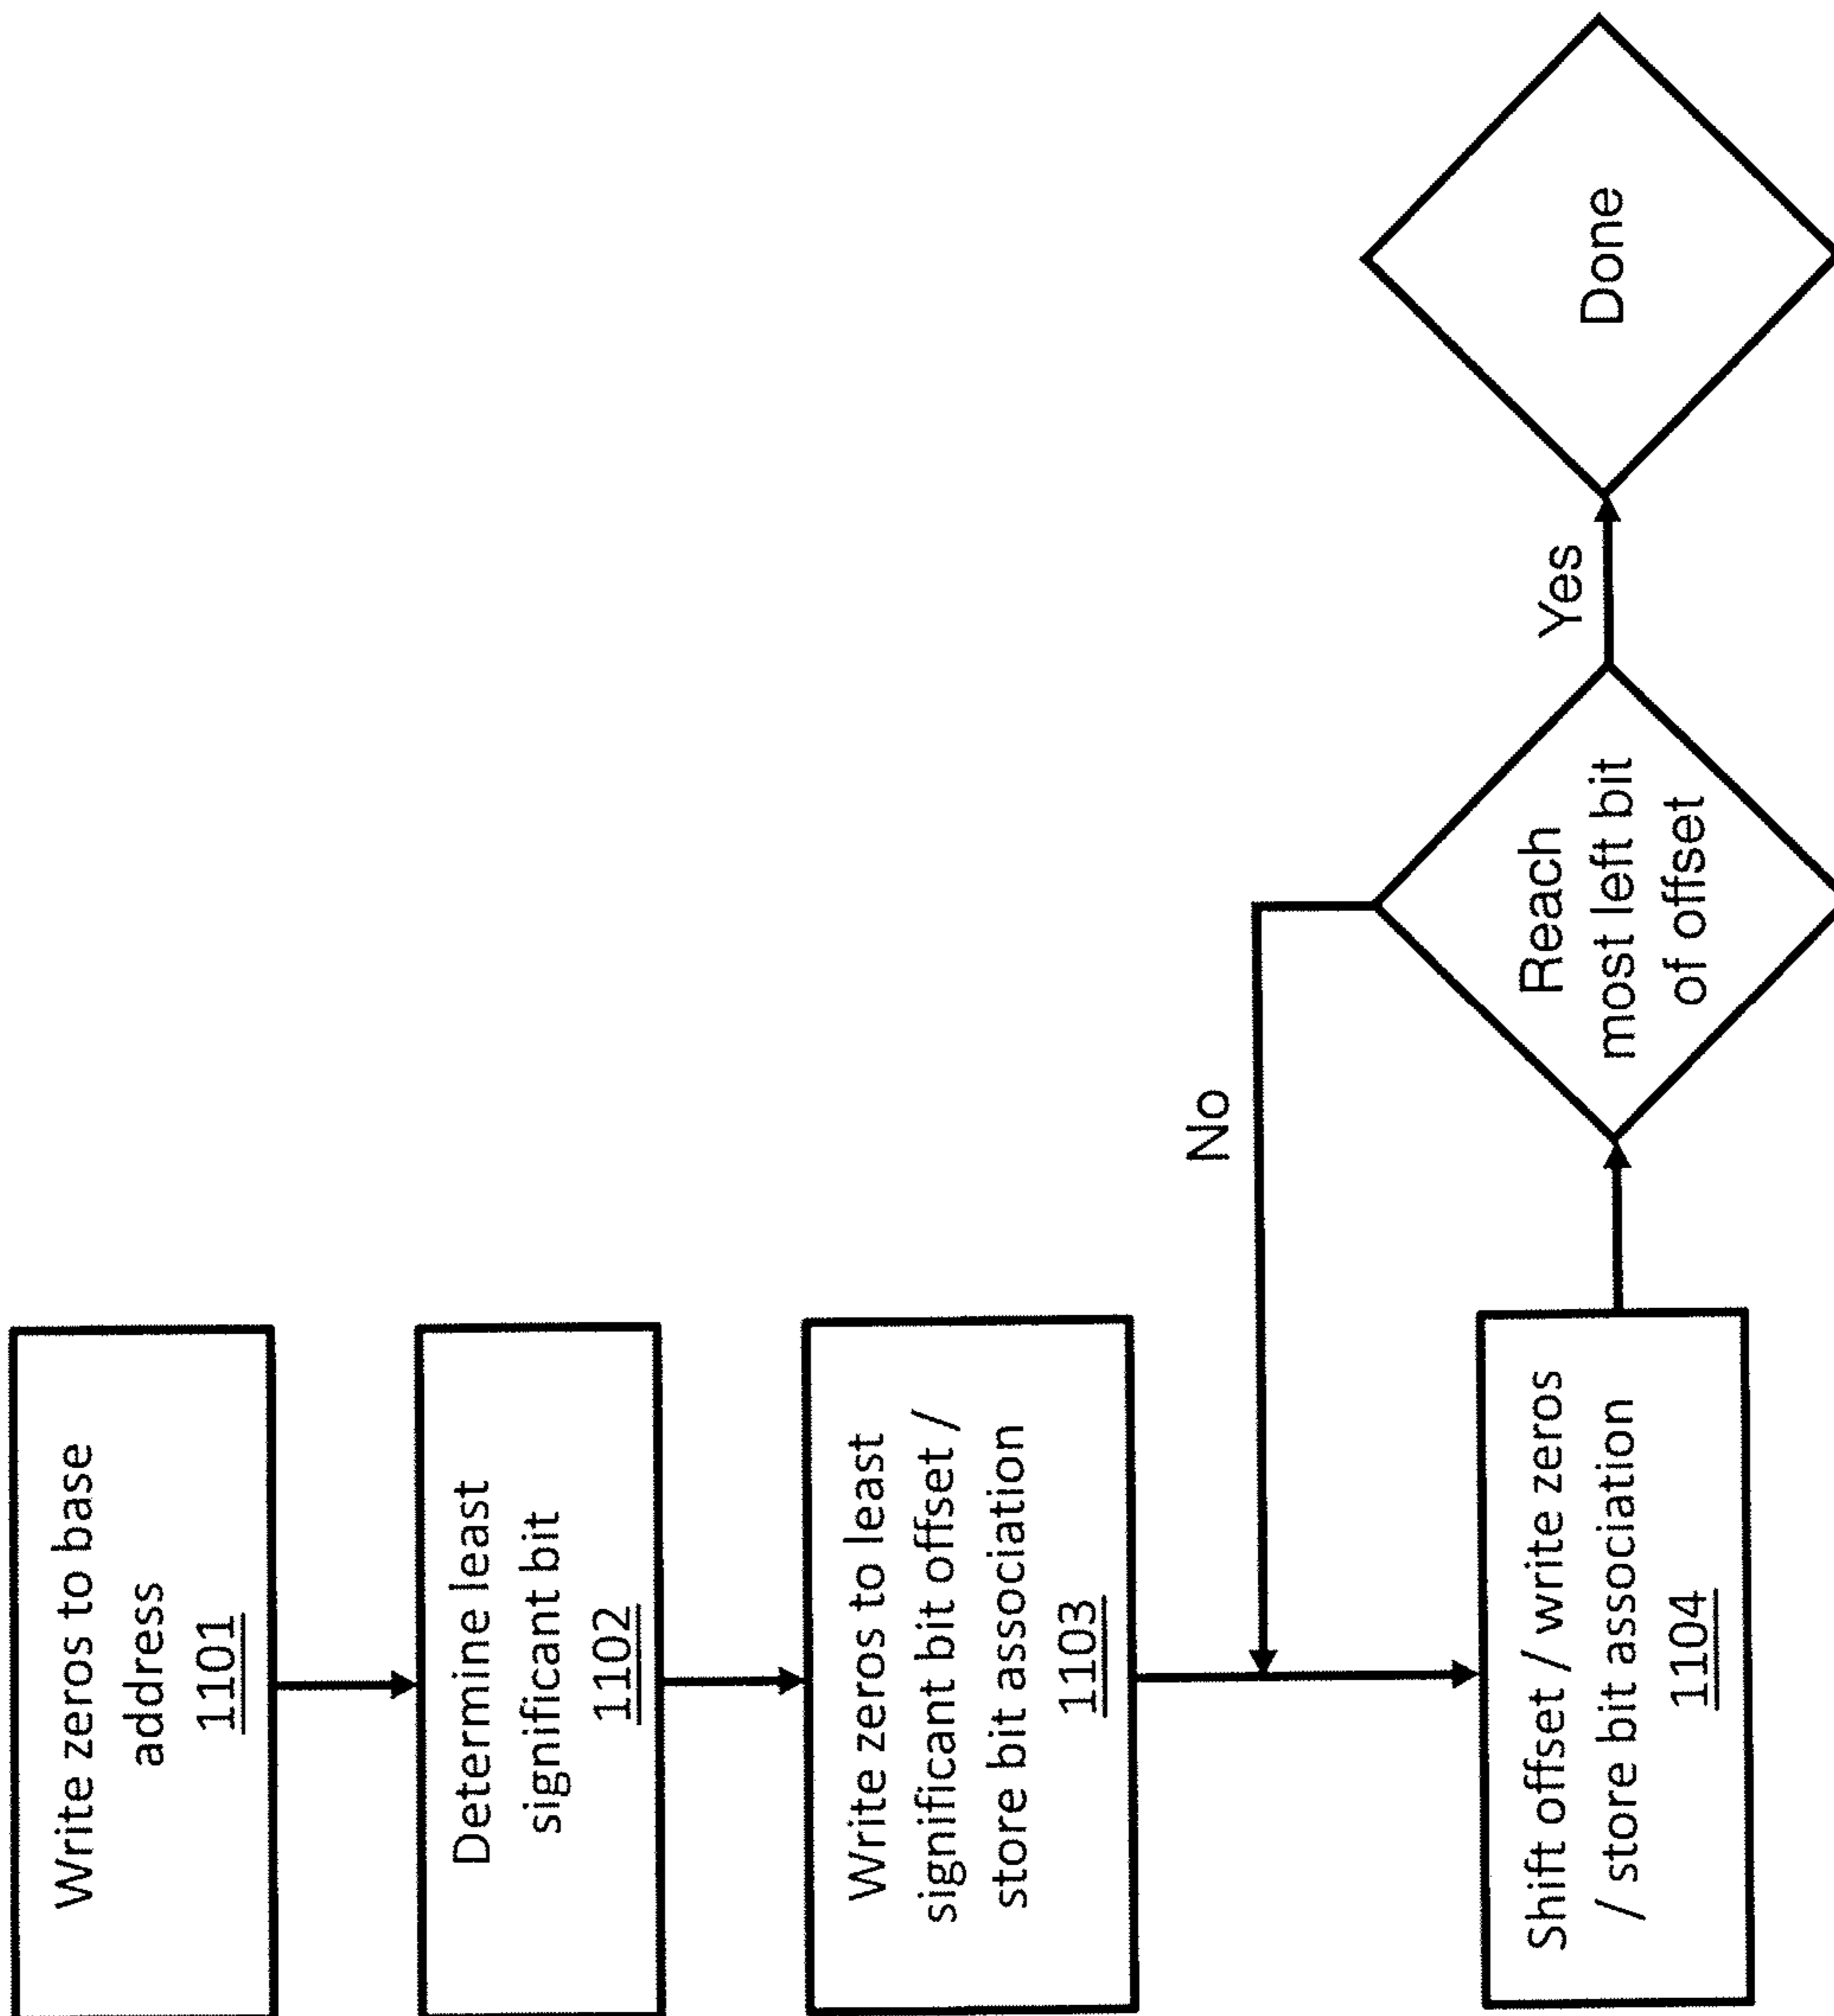 Write zeros to base
address
1101
Determine least
significant bit
1102
Write zeros to least
significant bit offset /
store bit association
1103
Shift offset / write zeros
/ store bit association
1104
No
Reach
most left bit
of offset
Yes
Done